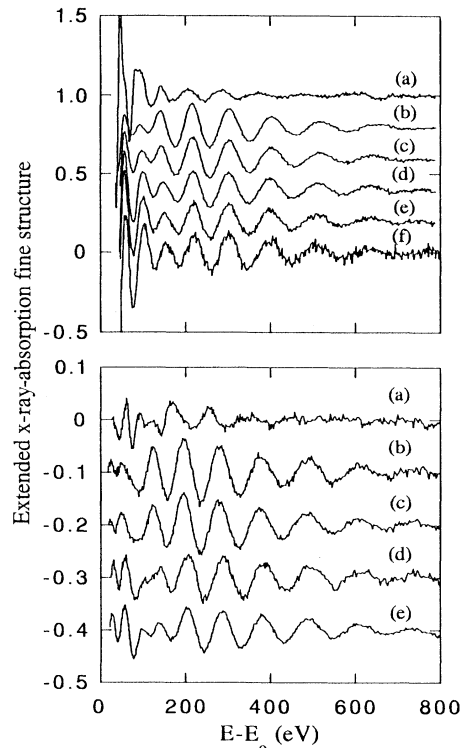 1.5
1.0
0.5
0
-0.5
(a)
(b)
(c)
(d)
(e)
(f)
Extended x-ray-absorption fine structure
0.1
0
-0.1
-0.2
-0.3
-0.4
-0.5
(a)
(b)
(c)
(d)
(e)
0 200 400 600 800
E-E (eV)